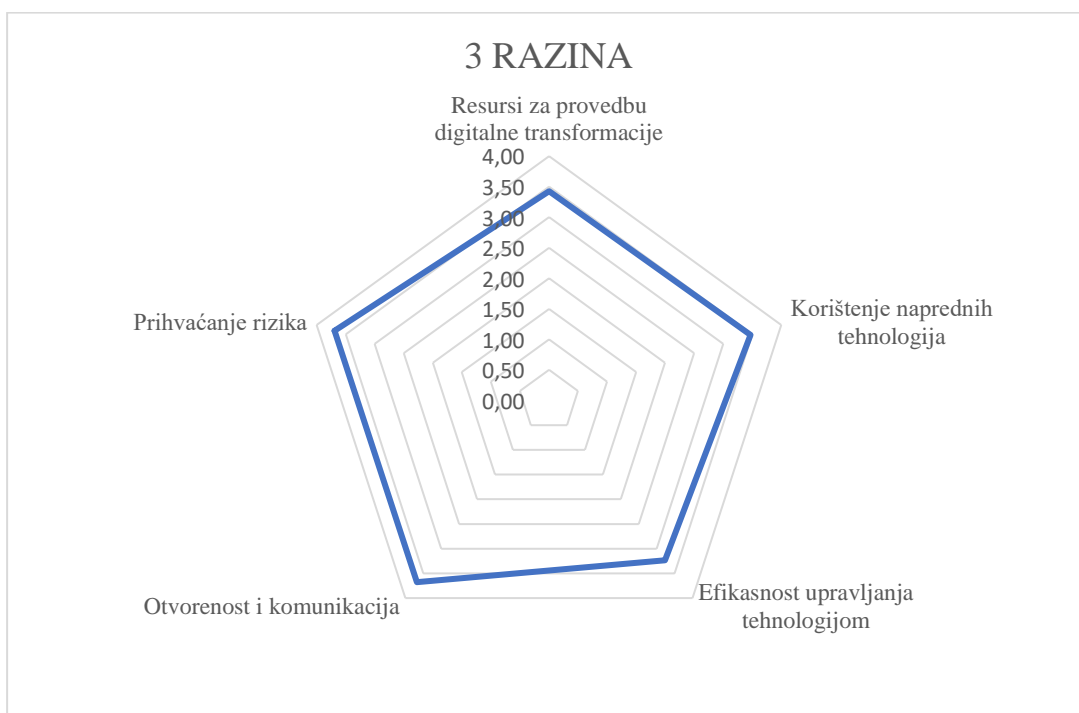 3 RAZINA
Resursi za provedbu
digitalne transformacije
4,00
3,50
3,00
2,50
2,00
1,50
1,00
0,50
0,00
Korištenje naprednih
tehnologija
Efikasnost upravljanja
tehnologijom
Otvorenost i komunikacija
Prihvaćanje rizika